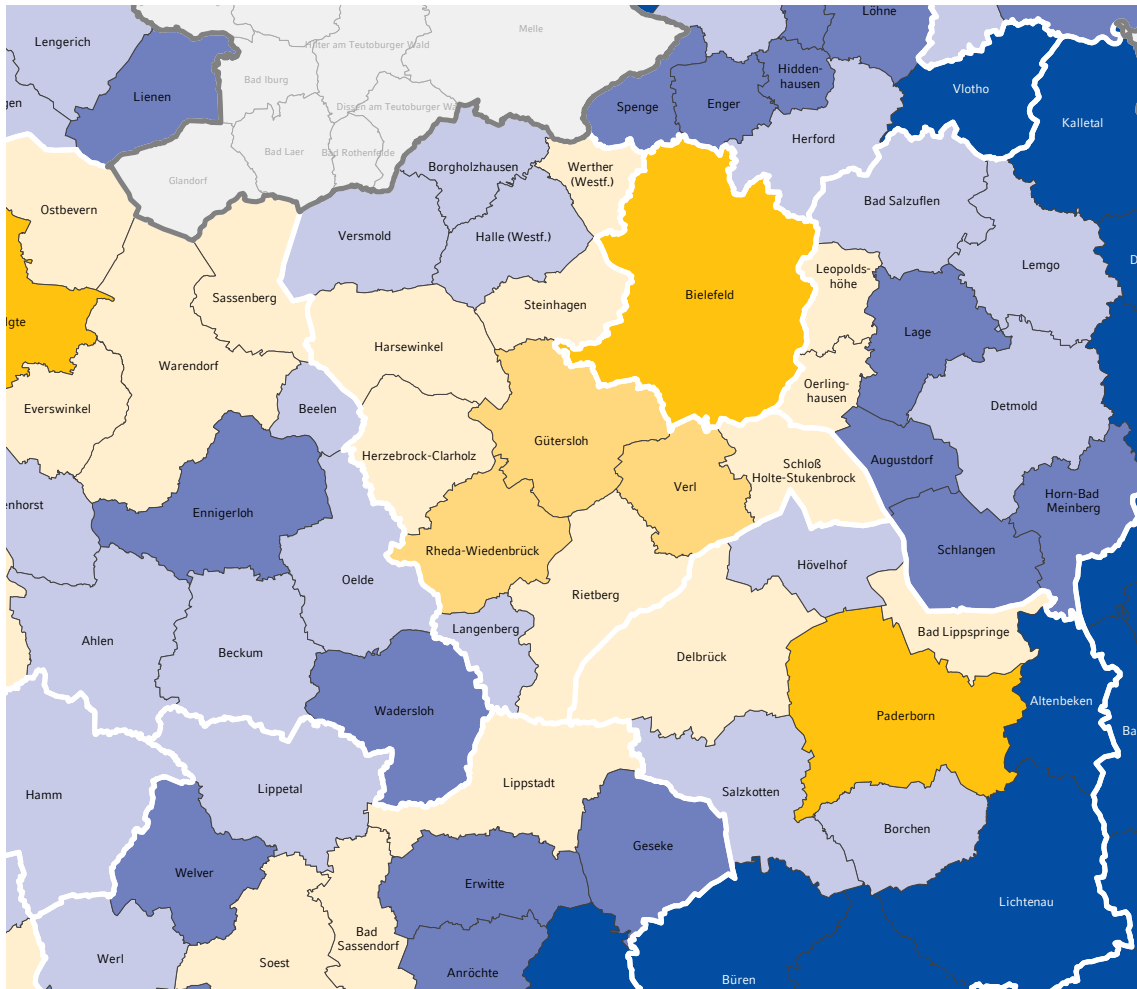 Löhne
Lengerich
Melle
Hilter am Teutoburger Wald
Hidden-
hausen
Bad Iburg
Vlotho
Lienen
gen
Spenge
Enger
Dissen am Teutoburger Wa
Kalletal
Herford
Bad Laer
Bad Rothenfelde
Borgholzhausen
Werther
(Westf.)
Glandorf
Bad Salzuflen
Ostbevern
Versmold
Halle (Westf.)
D
Lemgo
Leopolds-
höhe
Sassenberg
Bielefeld
Steinhagen
lgte
Lage
Harsewinkel
Warendorf
Oerling-
hausen
Everswinkel
Beelen
Detmold
Gütersloh
Herzebrock-Clarholz
Augustdorf
Schloß
Holte-Stukenbrock
Verl
Horn-Bad
Meinberg
enhorst
Ennigerloh
Rheda-Wiedenbrück
Schlangen
Hövelhof
Oelde
Rietberg
Langenberg
Bad Lippspringe
Ahlen
Beckum
Delbrück
Altenbeken
Wadersloh
Paderborn
Ba
Lippstadt
Lippetal
Salzkotten
Hamm
Borchen
Geseke
Welver
Erwitte
Lichtenau
Bad
Sassendorf
Werl
Soest
Anröchte
Büren